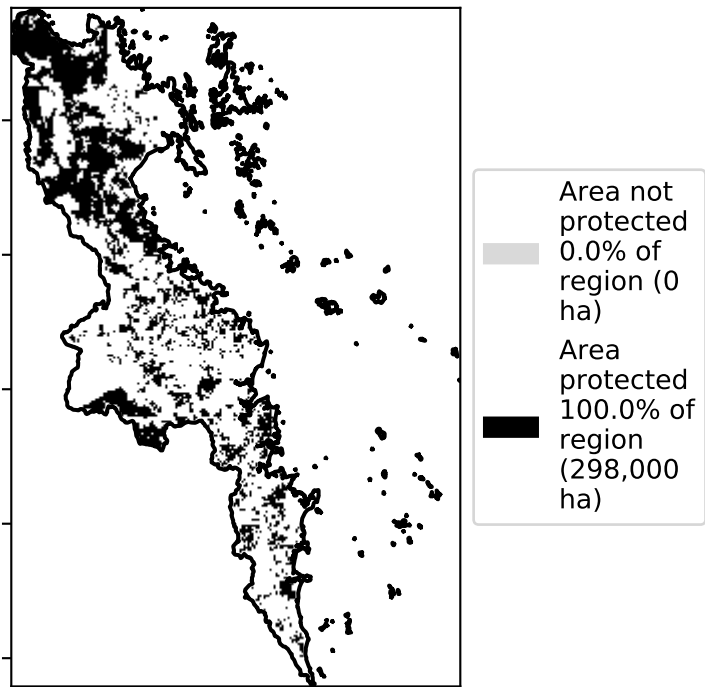 Area not
protected
0.0% of
region (0
ha)
Area
protected
100.0% of
region
(298,000
ha)